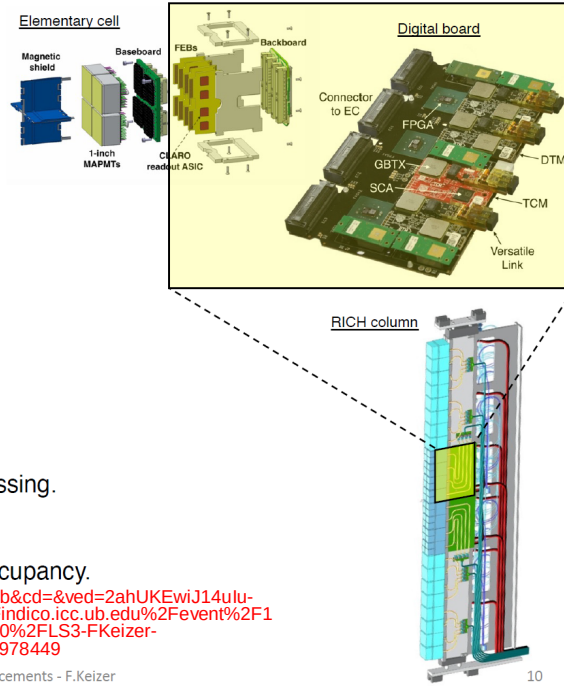 Elementary cell
Magnetic
shield
Baseboard
1-inch
MAPMTs
FEBs
Backboard
CLARO
readout ASIC
Digital board
Connector
to EC
FPGA
GBTX
SCA
DTM
TCM
Versatile
Link
RICH column
ssing.
cupancy.
b&cd=&ved=2ahUKEwiJ14ulu-
indico.icc.ub.edu%2Fevent%2F1
0%2FLS3-FKeizer-
978449
cements - F.Keizer
10